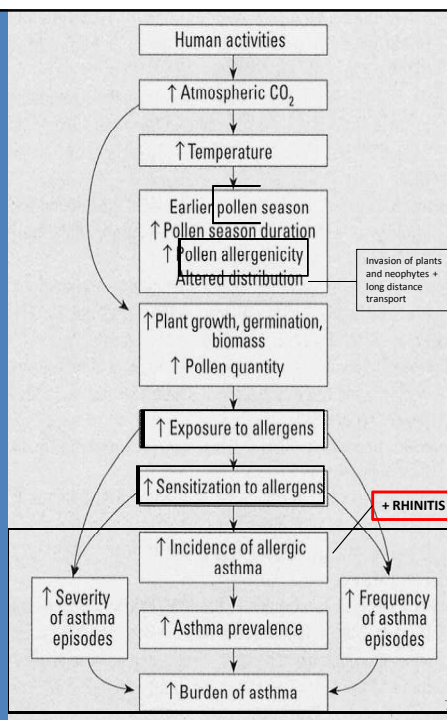 Human activities
↑ Atmospheric CO₂
↑ Temperature
Earlier pollen season
↑ Pollen season duration
↑ Pollen allergenicity
Altered distribution
Invasion of plants
and neophytes +
long distance
transport
↑ Plant growth, germination,
biomass
↑ Pollen quantity
↑ Exposure to allergens
↑ Sensitization to allergens
+ RHINITIS
↑ Incidence of allergic
asthma
↑ Severity
of asthma
episodes
↑ Asthma prevalence
↑ Frequency
of asthma
episodes
↑ Burden of asthma